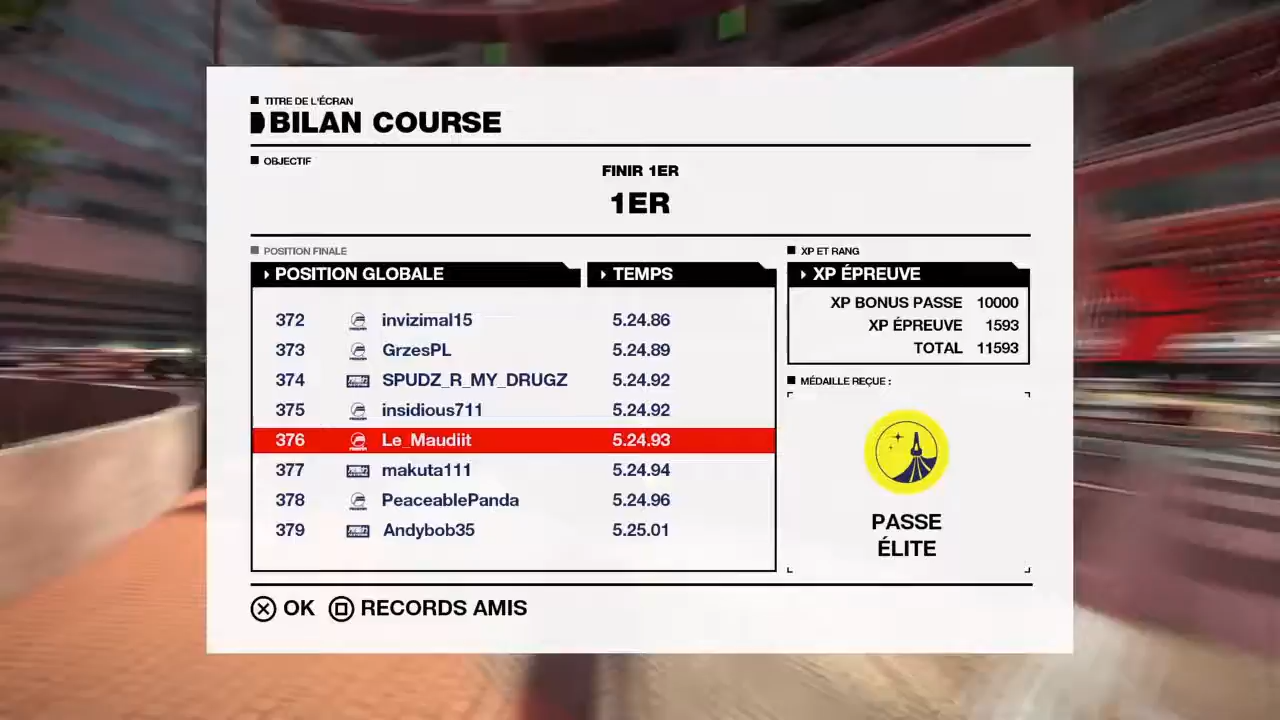 TITRE DE L'ÉCRAN
BILAN COURSE
OBJECTIF
FINIR 1ER
1ER
POSITION FINALE
POSITION GLOBALE TEMPS
372 invizimal15 5.24.86
373 GrzesPL 5.24.89
374 SPUDZ_R_MY_DRUGZ 5.24.92
375 insidious711 5.24.92
376 Le_Maudiit 5.24.93
377 makuta111 5.24.94
378 PeaceablePanda 5.24.96
379 Andybob35 5.25.01
XP ET RANG
XP ÉPREUVE
XP BONUS PASSE 10000
XP ÉPREUVE 1593
TOTAL 11593
MÉDAILLE REÇUE :
PASSE
ÉLITE
OK RECORDS AMIS